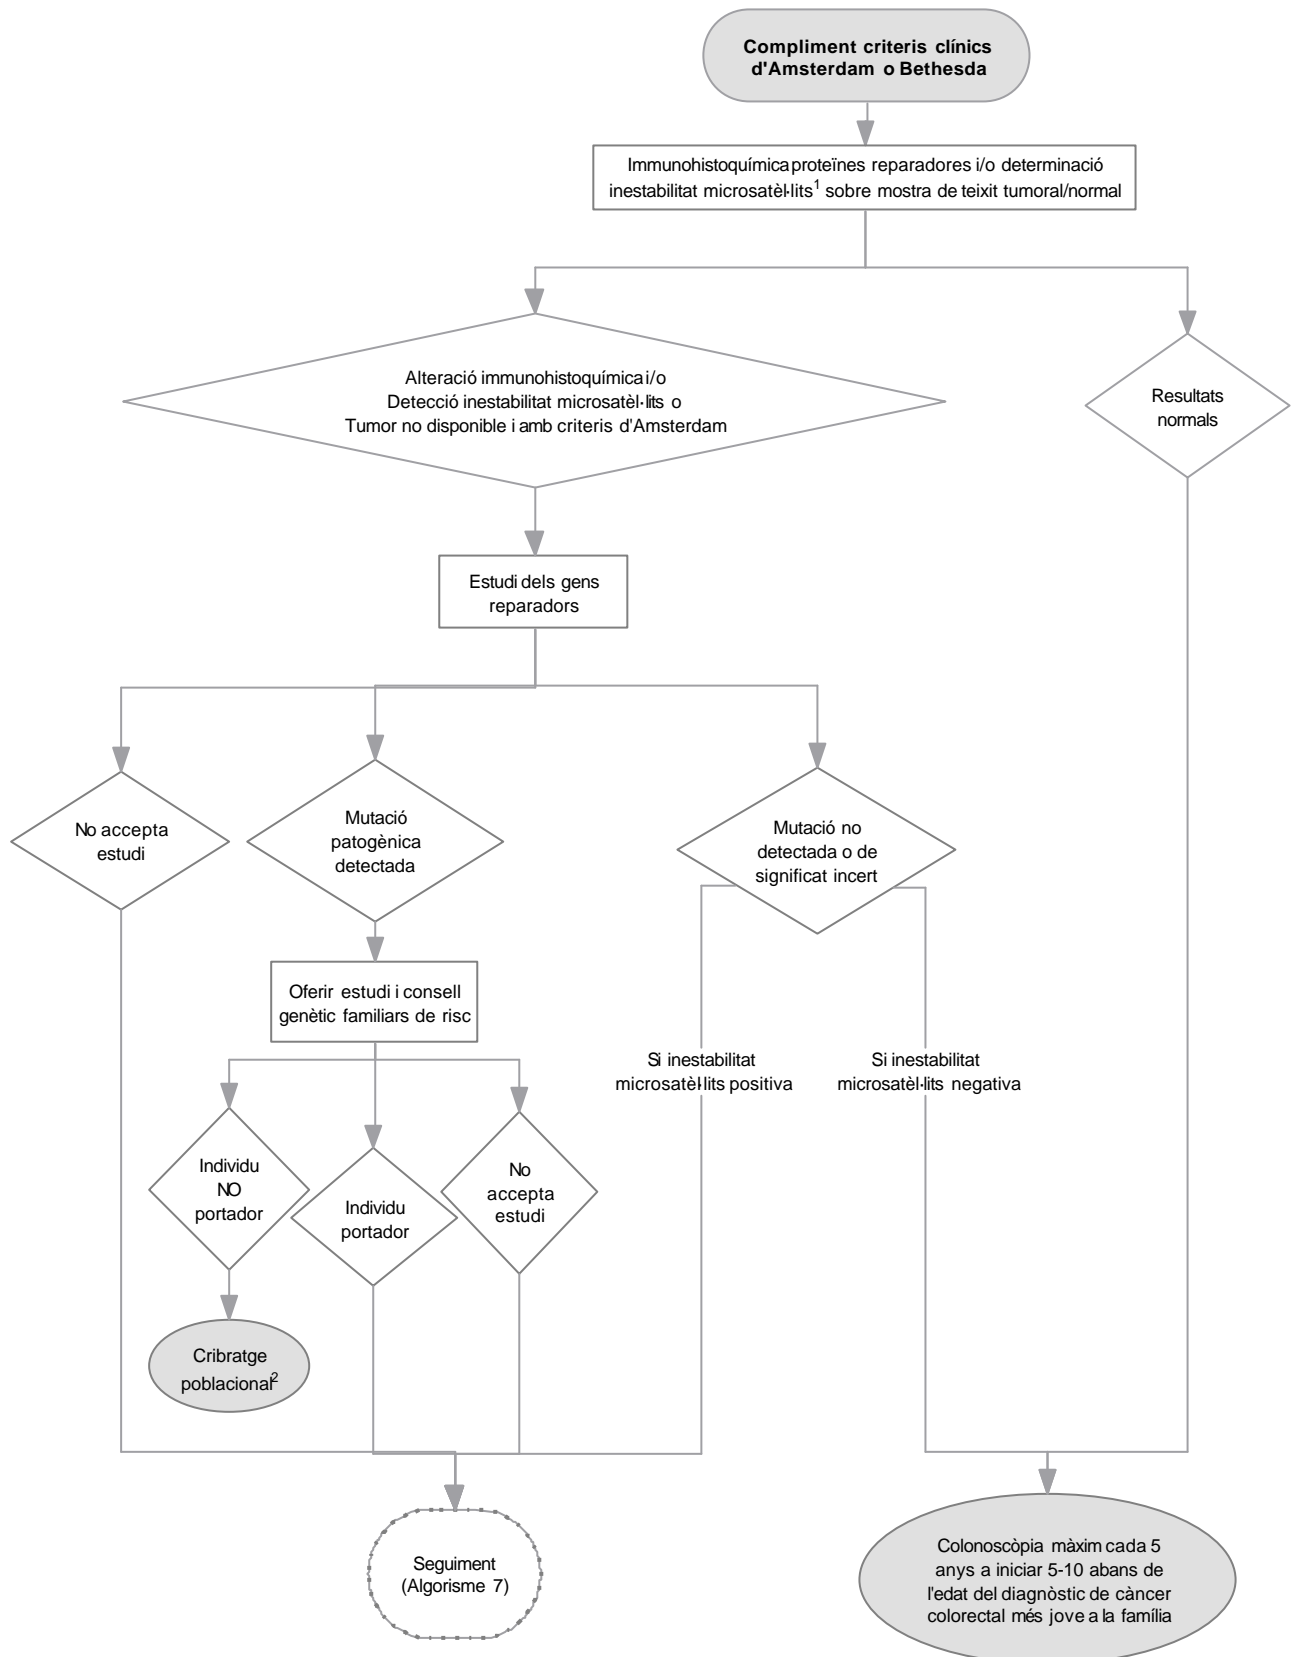 Compliment criteris clínics
d'Amsterdam o Bethesda
Immunohistoquímica proteïnes reparadores i/o determinació
inestabilitat microsatèl·lits1 sobre mostra de teixit tumoral/normal
Alteració immunohistoquímica i/o
Detecció inestabilitat microsatèl·lits o
Tumor no disponible i amb criteris d'Amsterdam
Resultats
normals
Estudi dels gens
reparadors
No accepta
estudi
Mutació
patogènica
detectada
Mutació no
detectada o de
significat incert
Oferir estudi i consell
genètic familiars de risc
Si inestabilitat
microsatèl·lits positiva
Si inestabilitat
microsatèl·lits negativa
Individu
NO
portador
Individu
portador
No
accepta
estudi
Cribratge
poblacional2
Seguiment
(Algorisme 7)
Colonoscòpia màxim cada 5
anys a iniciar 5-10 abans de
l'edat del diagnòstic de càncer
colorectal més jove a la família